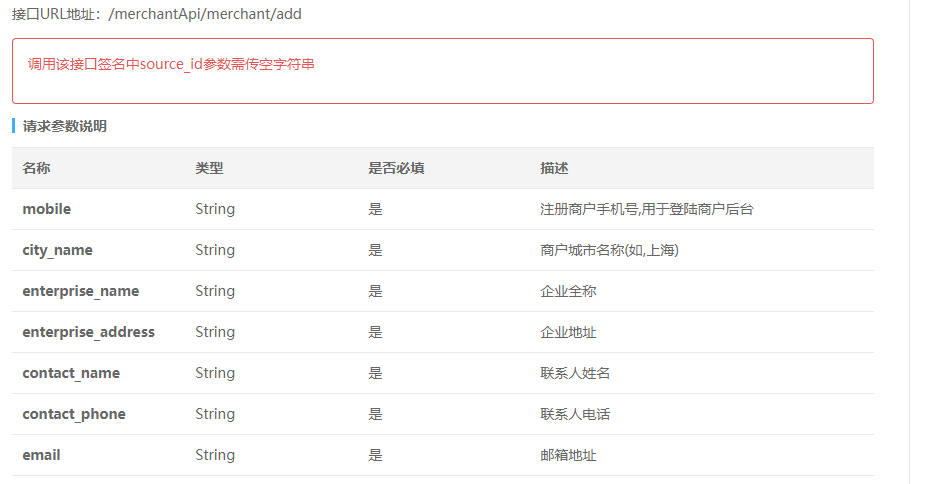 接口URL地址：/merchantApi/merchant/add
调用该接口签名中source_id参数需传空字符串
请求参数说明
名称 类型 是否必填 描述
mobile String 是 注册商户手机号,用于登陆商户后台
city_name String 是 商户城市名称(如,上海)
enterprise_name String 是 企业全称
enterprise_address String 是 企业地址
contact_name String 是 联系人姓名
contact_phone String 是 联系人电话
email String 是 邮箱地址